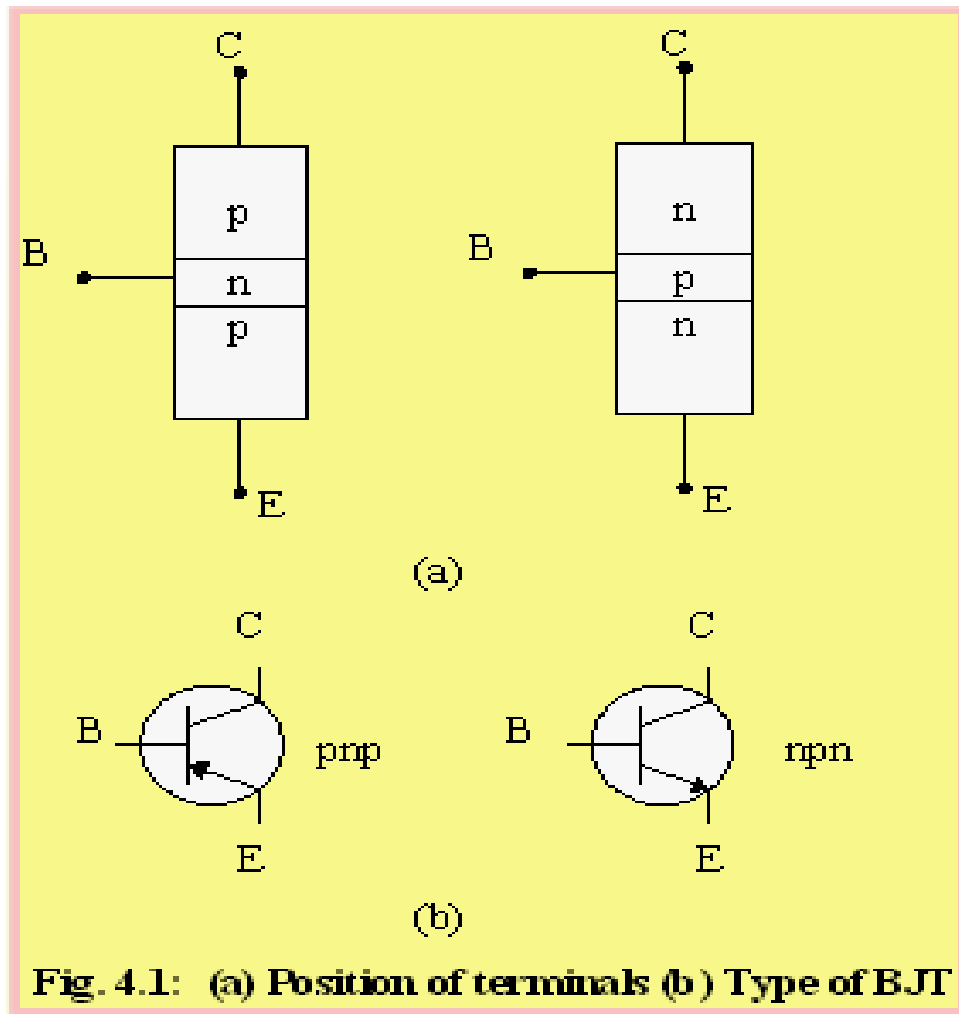 C C
p n
B B
n p
p n
E E
(a)
C C
B pnp B npn
E E
(b)
Fig. 4.1: (a) Position of terminals (b) Type of BJT